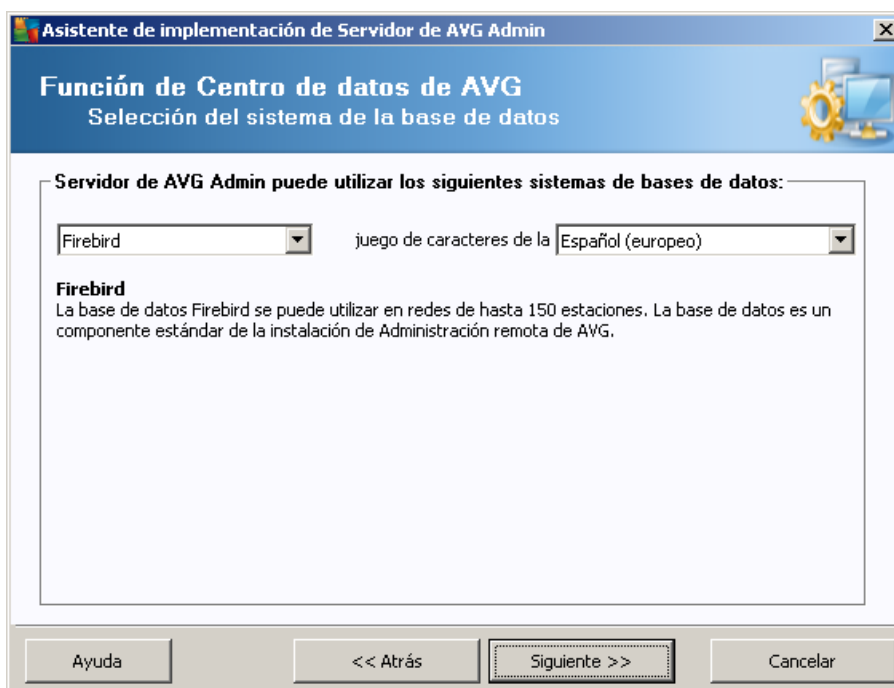 Asistente de implementación de Servidor de AVG Admin
Función de Centro de datos de AVG
Selección del sistema de la base de datos
Servidor de AVG Admin puede utilizar los siguientes sistemas de bases de datos:
Firebird juego de caracteres de la Español (europeo)
Firebird
La base de datos Firebird se puede utilizar en redes de hasta 150 estaciones. La base de datos es un
componente estándar de la instalación de Administración remota de AVG.
Ayuda << Atrás Siguiente >> Cancelar